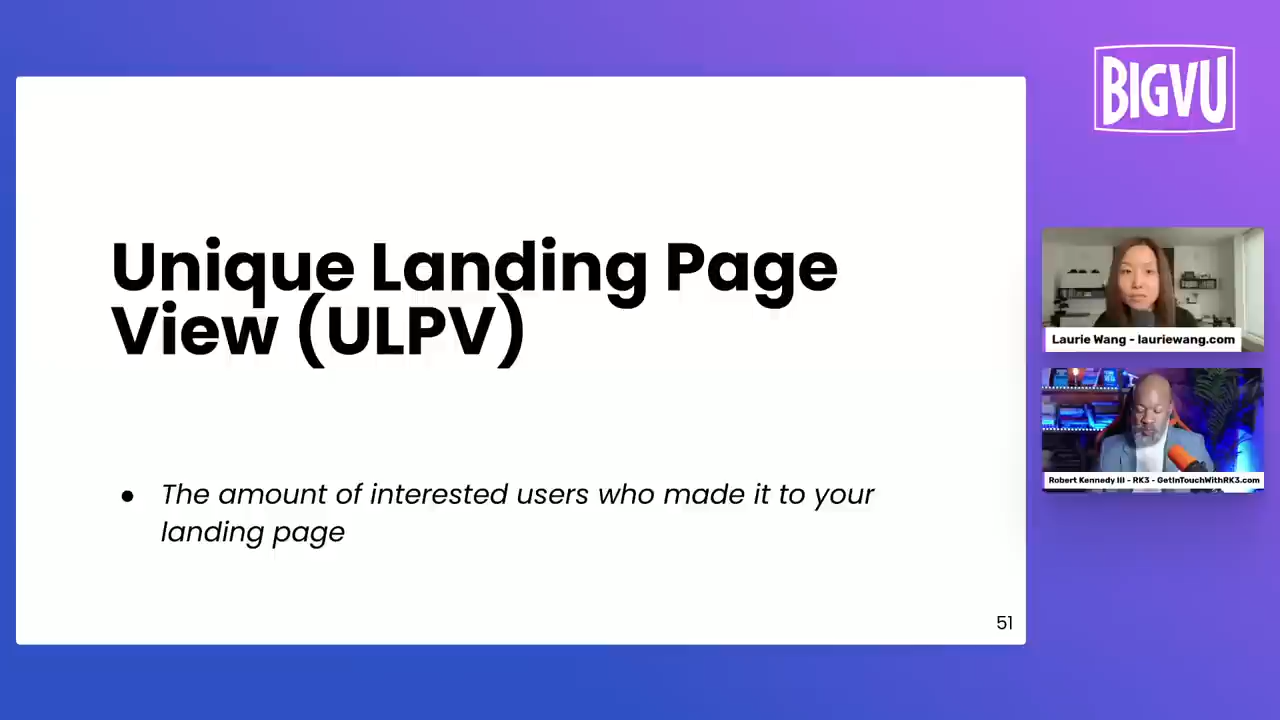 BIGVU
Unique Landing Page
View (ULPV)
● The amount of interested users who made it to your
landing page
51
Laurie Wang - lauriewang.com
Robert Kennedy III - RK3 - GetInTouchWithRK3.com